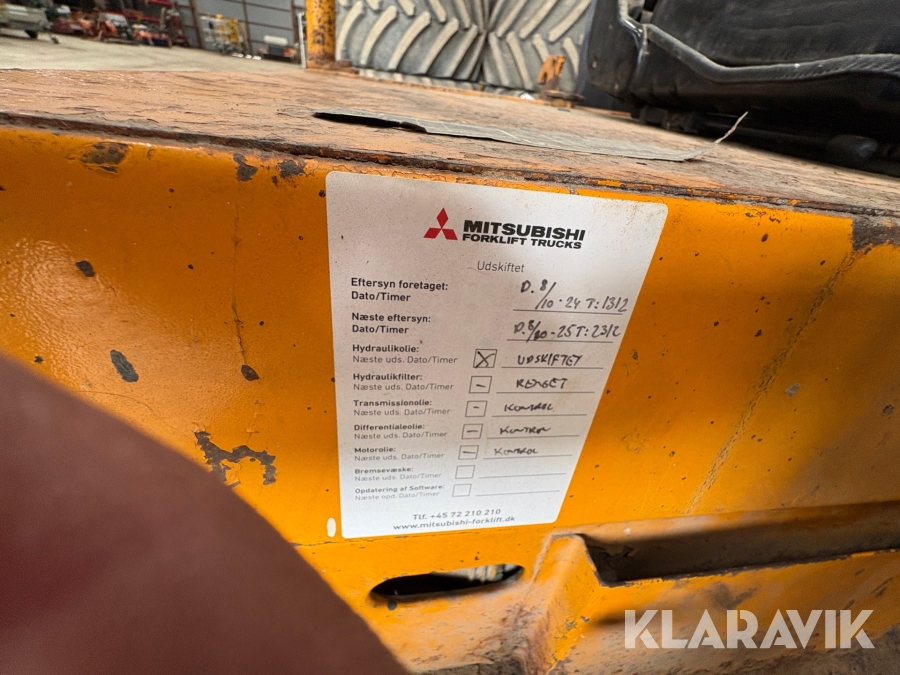 MITSUBISHI
FORKLIFT TRUCKS
Udskiftet
Eftersyn foretaget: D. 8/10-24 T:1312
Dato/Timer
Næste eftersyn: D. 8/10-25 T:2312
Dato/Timer
Hydraulikolie: X UDSKIFTET
Næste uds. Dato/Timer
Hydraulikfilter: - RENSET
Næste uds. Dato/Timer
Transmissionolie: - KONTROL
Næste uds. Dato/Timer
Differentialeolie: - KONTROL
Næste uds. Dato/Timer
Motorolie: - KONTROL
Næste uds. Dato/Timer
Bremsevæske:
Næste uds. Dato/Timer
Opdatering af Software:
Næste opd. Dato/Timer
Tlf. +45 72 210 210
www.mitsubishi-forklift.dk
KLARAVIK